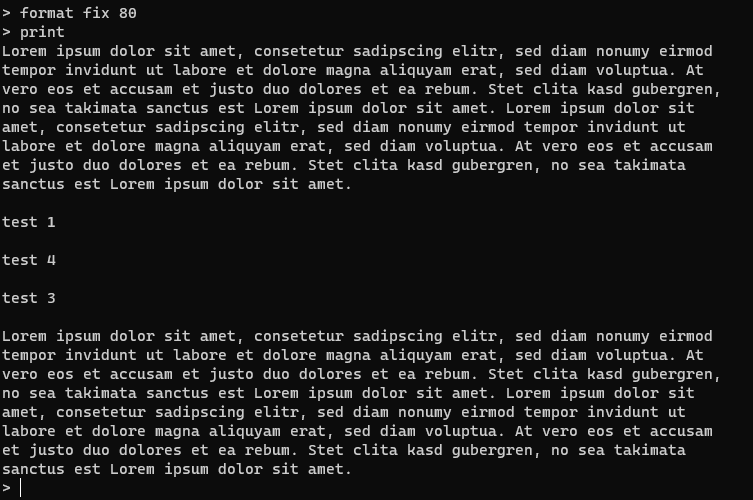 > format fix 80
> print
Lorem ipsum dolor sit amet, consetetur sadipscing elitr, sed diam nonumy eirmod
tempor invidunt ut labore et dolore magna aliquyam erat, sed diam voluptua. At
vero eos et accusam et justo duo dolores et ea rebum. Stet clita kasd gubergren,
no sea takimata sanctus est Lorem ipsum dolor sit amet. Lorem ipsum dolor sit
amet, consetetur sadipscing elitr, sed diam nonumy eirmod tempor invidunt ut
labore et dolore magna aliquyam erat, sed diam voluptua. At vero eos et accusam
et justo duo dolores et ea rebum. Stet clita kasd gubergren, no sea takimata
sanctus est Lorem ipsum dolor sit amet.

test 1

test 4

test 3

Lorem ipsum dolor sit amet, consetetur sadipscing elitr, sed diam nonumy eirmod
tempor invidunt ut labore et dolore magna aliquyam erat, sed diam voluptua. At
vero eos et accusam et justo duo dolores et ea rebum. Stet clita kasd gubergren,
no sea takimata sanctus est Lorem ipsum dolor sit amet. Lorem ipsum dolor sit
amet, consetetur sadipscing elitr, sed diam nonumy eirmod tempor invidunt ut
labore et dolore magna aliquyam erat, sed diam voluptua. At vero eos et accusam
et justo duo dolores et ea rebum. Stet clita kasd gubergren, no sea takimata
sanctus est Lorem ipsum dolor sit amet.
>